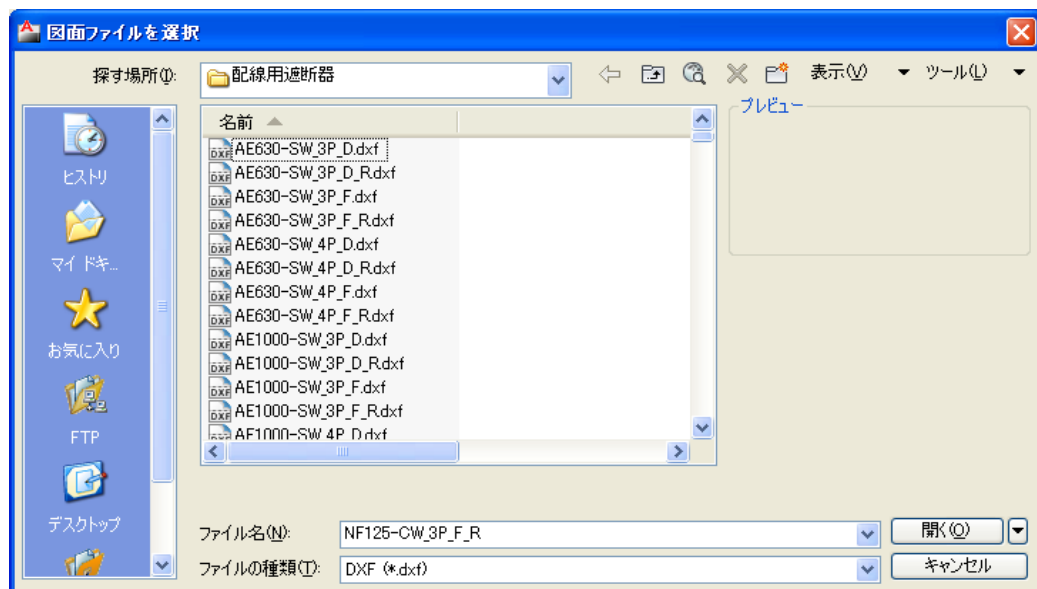 図面ファイルを選択
探す場所(I):
配線用遮断器
表示(V)
ツール(L)
ヒストリ
マイ ドキ...
お気に入り
FTP
デスクトップ
名前
AE630-SW_3P_D.dxf
AE630-SW_3P_D_R.dxf
AE630-SW_3P_F.dxf
AE630-SW_3P_F_R.dxf
AE630-SW_4P_D.dxf
AE630-SW_4P_D_R.dxf
AE630-SW_4P_F.dxf
AE630-SW_4P_F_R.dxf
AE1000-SW_3P_D.dxf
AE1000-SW_3P_D_R.dxf
AE1000-SW_3P_F.dxf
AE1000-SW_3P_F_R.dxf
AE1000-SW_4P_D.dxf
プレビュー
ファイル名(N):
NF125-CW_3P_F_R
開く(O)
ファイルの種類(T):
DXF (*.dxf)
キャンセル